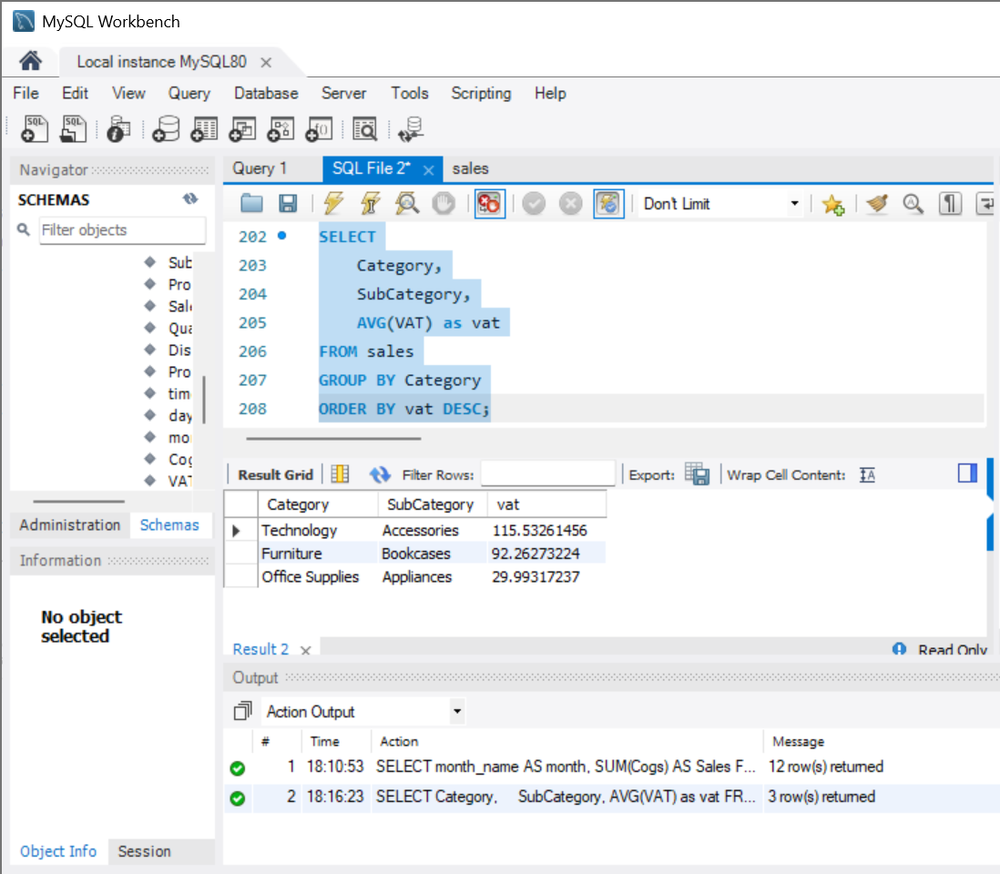 MySQL Workbench
Local instance MySQL80
File Edit View Query Database Server Tools Scripting Help
SQL SQL
Navigator
SCHEMAS
Filter objects
Sub
Pro
Sale
Qua
Dis
Pro
tim
day
mo
Cog
VAT
Administration Schemas
Information
No object
selected
Object Info Session
Query 1 SQL File 2* sales
Don't Limit
202 SELECT
203 Category,
204 SubCategory,
205 AVG(VAT) as vat
206 FROM sales
207 GROUP BY Category
208 ORDER BY vat DESC;
Result Grid Filter Rows: Export: Wrap Cell Content:
Category SubCategory vat
Technology Accessories 115.53261456
Furniture Bookcases 92.26273224
Office Supplies Appliances 29.99317237
Result 2 Read Only
Output
Action Output
# Time Action Message
1 18:10:53 SELECT month_name AS month, SUM(Cogs) AS Sales F... 12 row(s) returned
2 18:16:23 SELECT Category, SubCategory, AVG(VAT) as vat FR... 3 row(s) returned